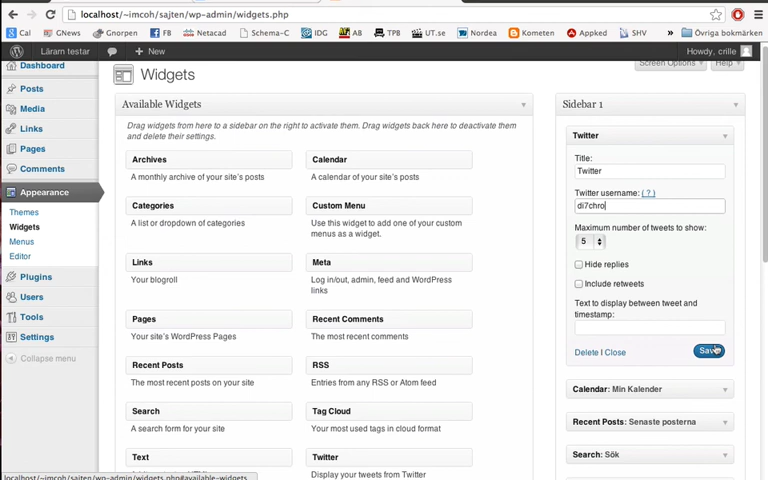 localhost/~imcoh/sajten/wp-admin/widgets.php
Cal GNews Gnorpen FB Netacad Schema-C IDG AB TPB UT.se Nordea Bloglovin Kometen Appked SHV » Övriga bokmärken
Lärarn testar + New Howdy, crille
Dashboard
Posts
Media
Links
Pages
Comments
Appearance
Themes
Widgets
Menus
Editor
Plugins
Users
Tools
Settings
Collapse menu
Screen Options Help
Widgets
Available Widgets
Drag widgets from here to a sidebar on the right to activate them. Drag widgets back here to deactivate them
and delete their settings.
Archives
A monthly archive of your site's posts
Calendar
A calendar of your site's posts
Categories
A list or dropdown of categories
Custom Menu
Use this widget to add one of your custom
menus as a widget.
Links
Your blogroll
Meta
Log in/out, admin, feed and WordPress
links
Pages
Your site's WordPress Pages
Recent Comments
The most recent comments
Recent Posts
The most recent posts on your site
RSS
Entries from any RSS or Atom feed
Search
A search form for your site
Tag Cloud
Your most used tags in cloud format
Text
Twitter
Display your tweets from Twitter
Sidebar 1
Twitter
Title:
Twitter
Twitter username: ( ? )
di7chro
Maximum number of tweets to show:
5
Hide replies
Include retweets
Text to display between tweet and
timestamp:
Delete | Close
Save
Calendar: Min Kalender
Recent Posts: Senaste posterna
Search: Sök
localhost/~imcoh/sajten/wp-admin/widgets.php#available-widgets